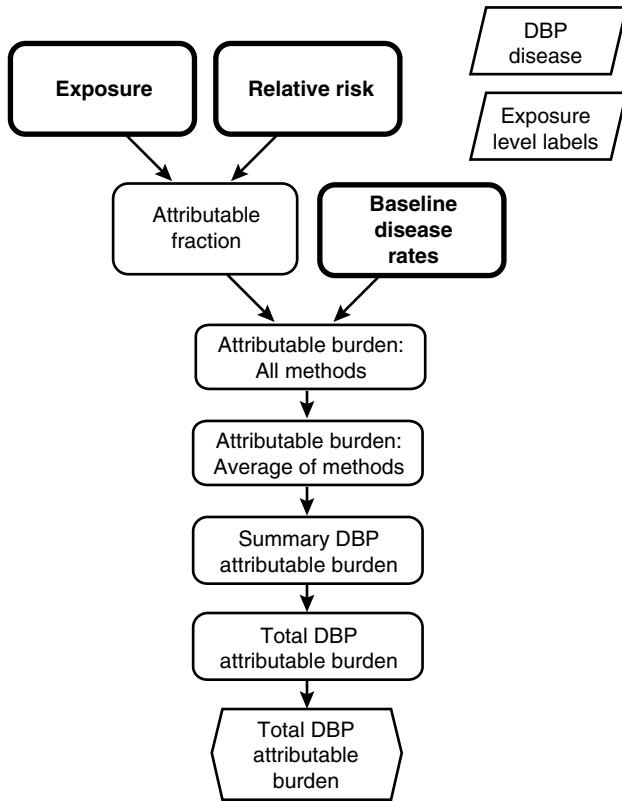 DBP
disease
Exposure
Relative risk
Exposure
level labels
Attributable
fraction
Baseline
disease
rates
Attributable burden:
All methods
Attributable burden:
Average of methods
Summary DBP
attributable burden
Total DBP
attributable burden
Total DBP
attributable
burden